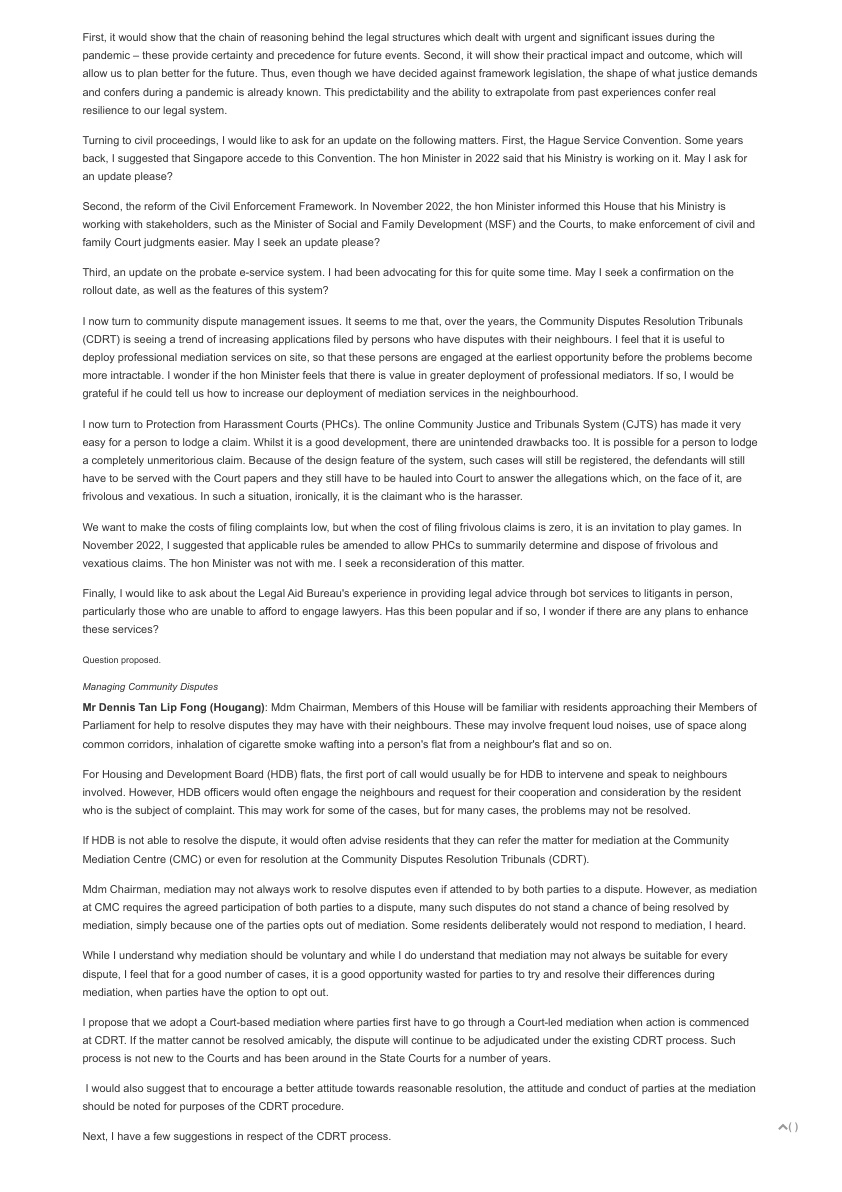 First, it would show that the chain of reasoning behind the legal structures which dealt with urgent and significant issues during the
pandemic – these provide certainty and precedence for future events. Second, it will show their practical impact and outcome, which will
allow us to plan better for the future. Thus, even though we have decided against framework legislation, the shape of what justice demands
and confers during a pandemic is already known. This predictability and the ability to extrapolate from past experiences confer real
resilience to our legal system.
Turning to civil proceedings, I would like to ask for an update on the following matters. First, the Hague Service Convention. Some years
back, I suggested that Singapore accede to this Convention. The hon Minister in 2022 said that his Ministry is working on it. May I ask for
an update please?
Second, the reform of the Civil Enforcement Framework. In November 2022, the hon Minister informed this House that his Ministry is
working with stakeholders, such as the Minister of Social and Family Development (MSF) and the Courts, to make enforcement of civil and
family Court judgments easier. May I seek an update please?
Third, an update on the probate e-service system. I had been advocating for this for quite some time. May I seek a confirmation on the
rollout date, as well as the features of this system?
I now turn to community dispute management issues. It seems to me that, over the years, the Community Disputes Resolution Tribunals
(CDRT) is seeing a trend of increasing applications filed by persons who have disputes with their neighbours. I feel that it is useful to
deploy professional mediation services on site, so that these persons are engaged at the earliest opportunity before the problems become
more intractable. I wonder if the hon Minister feels that there is value in greater deployment of professional mediators. If so, I would be
grateful if he could tell us how to increase our deployment of mediation services in the neighbourhood.
I now turn to Protection from Harassment Courts (PHCs). The online Community Justice and Tribunals System (CJTS) has made it very
easy for a person to lodge a claim. Whilst it is a good development, there are unintended drawbacks too. It is possible for a person to lodge
a completely unmeritorious claim. Because of the design feature of the system, such cases will still be registered, the defendants will still
have to be served with the Court papers and they still have to be hauled into Court to answer the allegations which, on the face of it, are
frivolous and vexatious. In such a situation, ironically, it is the claimant who is the harasser.
We want to make the costs of filing complaints low, but when the cost of filing frivolous claims is zero, it is an invitation to play games. In
November 2022, I suggested that applicable rules be amended to allow PHCs to summarily determine and dispose of frivolous and
vexatious claims. The hon Minister was not with me. I seek a reconsideration of this matter.
Finally, I would like to ask about the Legal Aid Bureau's experience in providing legal advice through bot services to litigants in person,
particularly those who are unable to afford to engage lawyers. Has this been popular and if so, I wonder if there are any plans to enhance
these services?
Question proposed.
Managing Community Disputes
Mr Dennis Tan Lip Fong (Hougang): Mdm Chairman, Members of this House will be familiar with residents approaching their Members of
Parliament for help to resolve disputes they may have with their neighbours. These may involve frequent loud noises, use of space along
common corridors, inhalation of cigarette smoke wafting into a person's flat from a neighbour's flat and so on.
For Housing and Development Board (HDB) flats, the first port of call would usually be for HDB to intervene and speak to neighbours
involved. However, HDB officers would often engage the neighbours and request for their cooperation and consideration by the resident
who is the subject of complaint. This may work for some of the cases, but for many cases, the problems may not be resolved.
If HDB is not able to resolve the dispute, it would often advise residents that they can refer the matter for mediation at the Community
Mediation Centre (CMC) or even for resolution at the Community Disputes Resolution Tribunals (CDRT).
Mdm Chairman, mediation may not always work to resolve disputes even if attended to by both parties to a dispute. However, as mediation
at CMC requires the agreed participation of both parties to a dispute, many such disputes do not stand a chance of being resolved by
mediation, simply because one of the parties opts out of mediation. Some residents deliberately would not respond to mediation, I heard.
While I understand why mediation should be voluntary and while I do understand that mediation may not always be suitable for every
dispute, I feel that for a good number of cases, it is a good opportunity wasted for parties to try and resolve their differences during
mediation, when parties have the option to opt out.
I propose that we adopt a Court-based mediation where parties first have to go through a Court-led mediation when action is commenced
at CDRT. If the matter cannot be resolved amicably, the dispute will continue to be adjudicated under the existing CDRT process. Such
process is not new to the Courts and has been around in the State Courts for a number of years.
I would also suggest that to encourage a better attitude towards reasonable resolution, the attitude and conduct of parties at the mediation
should be noted for purposes of the CDRT procedure.
Next, I have a few suggestions in respect of the CDRT process.
( )